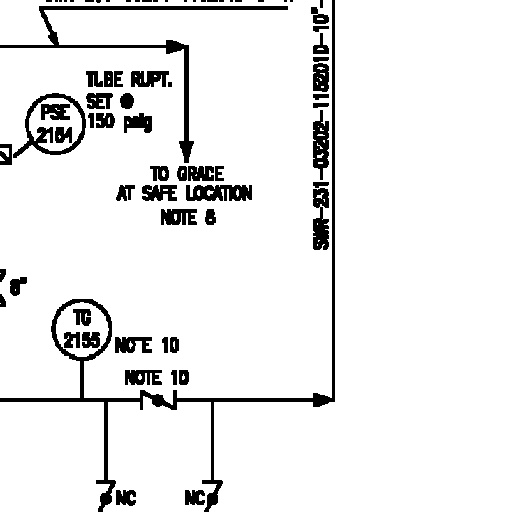 TUBE RUPT.
SET @
150 psig
PSE
2154
TO GRADE
AT SAFE LOCATION
NOTE 8
SWR-231-03202-115201D-10"-
8"
TG
2155
NOTE 10
NOTE 10
NC
NC